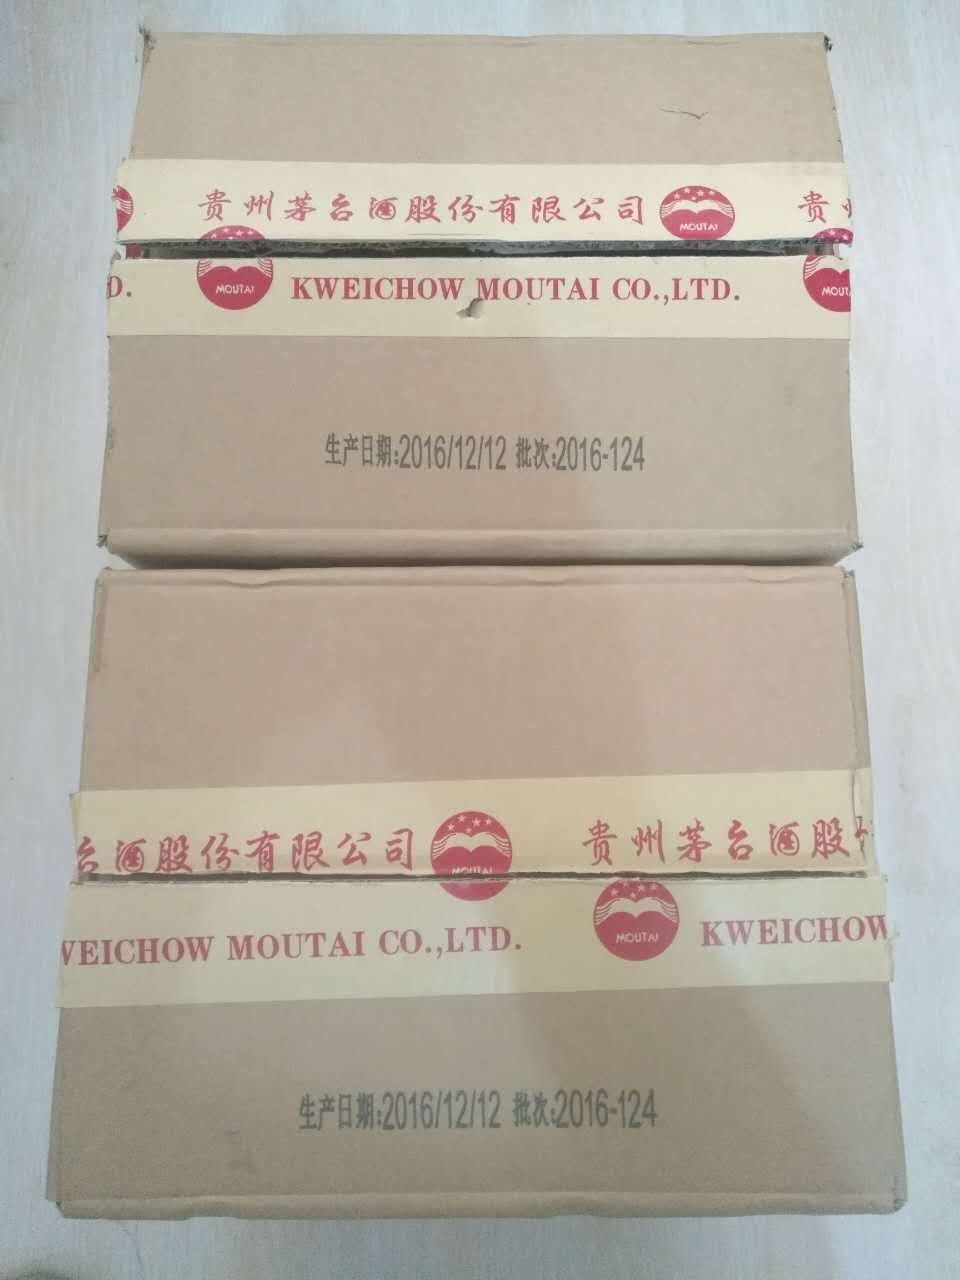 贵州茅台酒股份有限公司 MOUTAI 贵州
D. MOUTAI KWEICHOW MOUTAI CO.,LTD. MOUTAI
生产日期:2016/12/12 批次:2016-124
台酒股份有限公司 MOUTAI 贵州茅台酒股
WEICHOW MOUTAI CO.,LTD. MOUTAI KWEICHOW
生产日期:2016/12/12 批次:2016-124